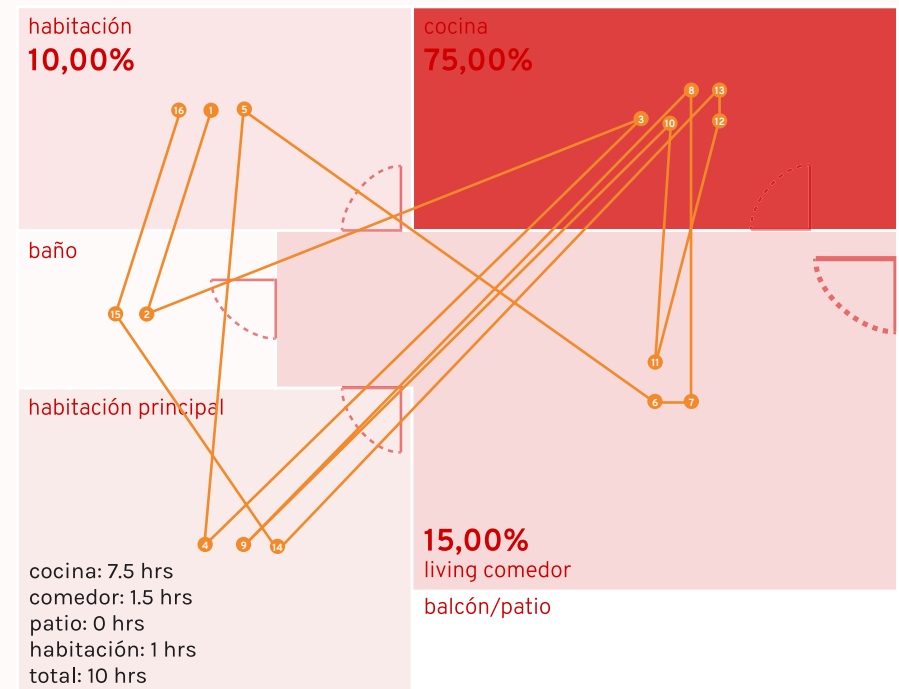 habitación
10,00%
cocina
75,00%
16
1
5
3
10
8
13
12
baño
15
2
11
6
7
habitación principal
4
9
14
15,00%
living comedor
balcón/patio
cocina: 7.5 hrs
comedor: 1.5 hrs
patio: 0 hrs
habitación: 1 hrs
total: 10 hrs